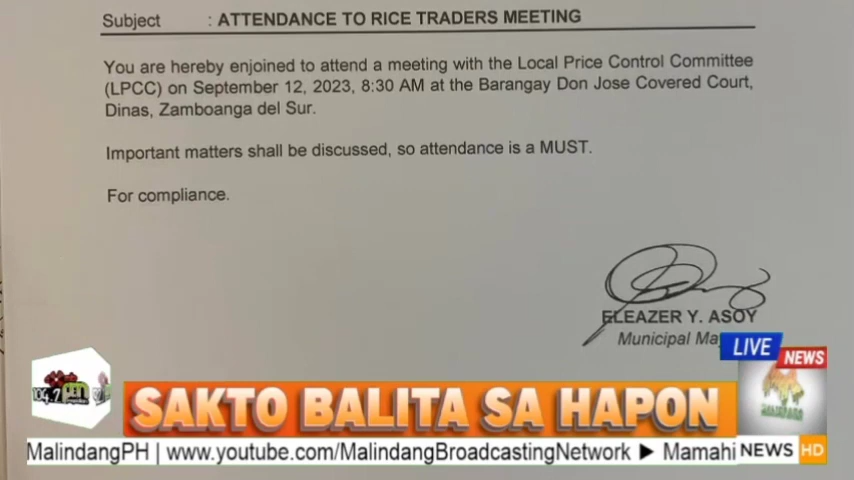 Subject : ATTENDANCE TO RICE TRADERS MEETING
You are hereby enjoined to attend a meeting with the Local Price Control Committee
(LPCC) on September 12, 2023, 8:30 AM at the Barangay Don Jose Covered Court,
Dinas, Zamboanga del Sur.
Important matters shall be discussed, so attendance is a MUST.
For compliance.
ELEAZER Y. ASOY
Municipal Ma
LIVE
NEWS
104.7
SAKTO BALITA SA HAPON
MalindangPH | www.youtube.com/MalindangBroadcastingNetwork ▶ Mamahi
NEWS HD